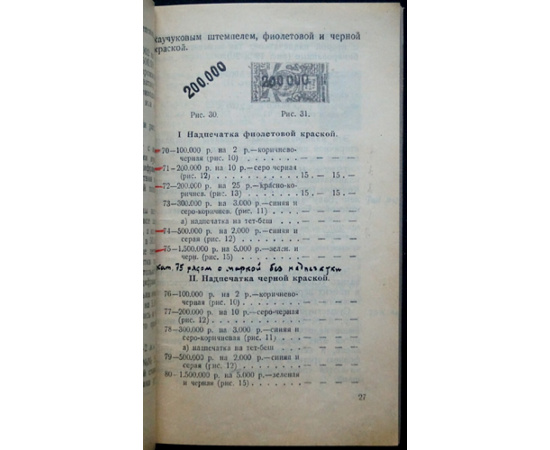 каучуковым штемпелем, фиолетовой и черной
краской.
200.000
200000
Рис. 30.
Рис. 31.
I Надпечатка фиолетовой краской.
70—100.000 р. на 2 р.—коричнево-
черная (рис. 10) — — — —
71—200.000 р. на 10 р.—серо-черная
(рис. 12) 15 . — 15 . —
72—200.000 р. на 25 р.—красно-ко-
ричнев. (рис. 13) 15 . — 15 . —
73—300.000 р. на 3.000 р.—синяя и
серо-коричнев. (рис. 11) — — — —
а) надпечатка на тет-беш — — — —
74—500.000 р. на 2.000 р.—синяя и
серая (рис. 12) — — — —
75—1.500.000 р. на 5.000 р.—зелен. и
черн. (рис. 15) — — — —
кат. 75 рядом с маркой без надпечатки
II. Надпечатка черной краской.
76—100.000 р. на 2 р.—коричнево-
черная (рис. 10) — — — —
77—200.000 р. на 10 р.—серо-черная
(рис. 12) — — — —
78—300.000 р. на 3.000 р.—синяя и
серо-коричневая (рис. 11) — — — —
а) надпечатка на тет-беш — — — —
79—500.000 р. на 2.000 р.—синяя и
серая (рис. 12) — — — —
80—1.500.000 р. на 5.000 р.—зеленая
и черная (рис. 15) — — — —
27